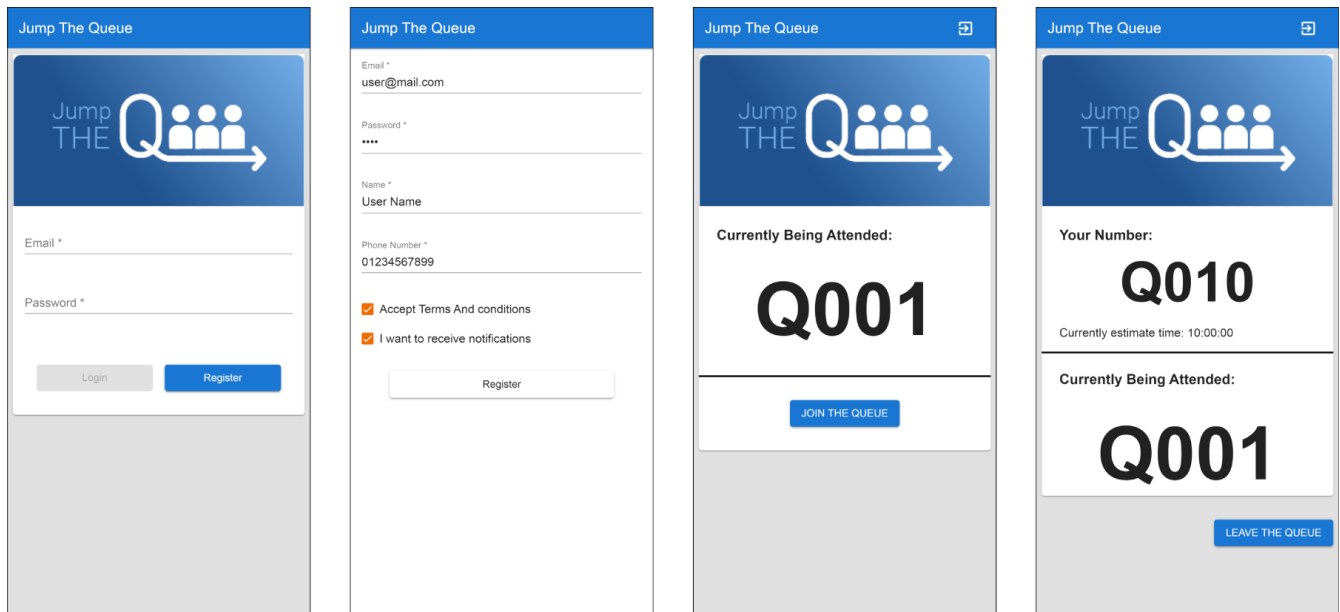 Jump The Queue
Jump
THE Q
Email *
Password *
Login Register
Jump The Queue
Email *
user@mail.com
Password *
••••
Name *
User Name
Phone Number *
01234567899
Accept Terms And conditions
I want to receive notifications
Register
Jump The Queue
Jump
THE Q
Currently Being Attended:
Q001
JOIN THE QUEUE
Jump The Queue
Jump
THE Q
Your Number:
Q010
Currently estimate time: 10:00:00
Currently Being Attended:
Q001
LEAVE THE QUEUE